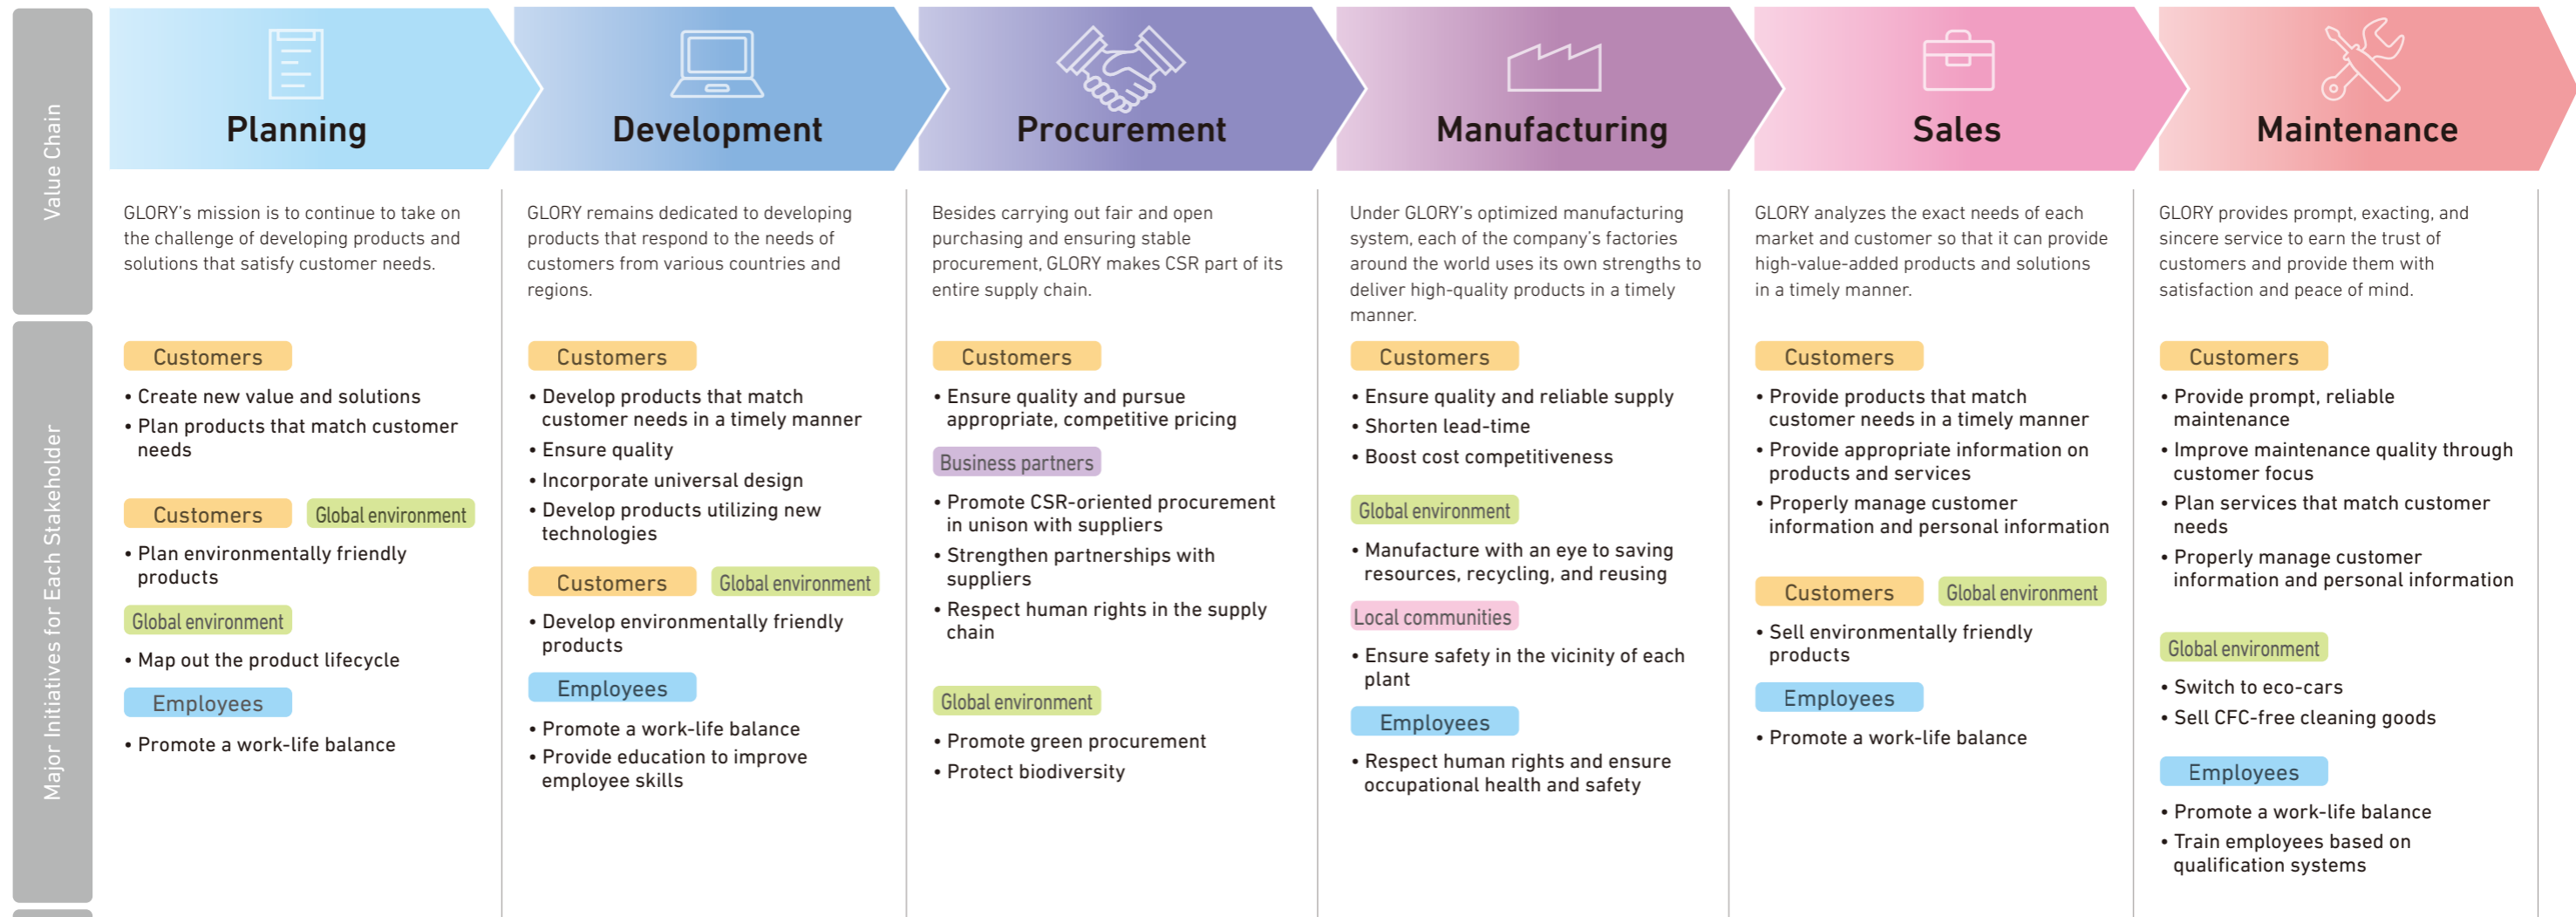 Value Chain
Planning
GLORY's mission is to continue to take on
the challenge of developing products and
solutions that satisfy customer needs.
Development
GLORY remains dedicated to developing
products that respond to the needs of
customers from various countries and
regions.
Procurement
Besides carrying out fair and open
purchasing and ensuring stable
procurement, GLORY makes CSR part of its
entire supply chain.
Manufacturing
Under GLORY's optimized manufacturing
system, each of the company's factories
around the world uses its own strengths to
deliver high-quality products in a timely
manner.
Sales
GLORY analyzes the exact needs of each
market and customer so that it can provide
high-value-added products and solutions
in a timely manner.
Maintenance
GLORY provides prompt, exacting, and
sincere service to earn the trust of
customers and provide them with
satisfaction and peace of mind.
Major Initiatives for Each Stakeholder
Customers
• Create new value and solutions
• Plan products that match customer
needs
Customers Global environment
• Plan environmentally friendly
products
Global environment
• Map out the product lifecycle
Employees
• Promote a work-life balance
Customers
• Develop products that match
customer needs in a timely manner
• Ensure quality
• Incorporate universal design
• Develop products utilizing new
technologies
Customers Global environment
• Develop environmentally friendly
products
Employees
• Promote a work-life balance
• Provide education to improve
employee skills
Customers
• Ensure quality and pursue
appropriate, competitive pricing
Business partners
• Promote CSR-oriented procurement
in unison with suppliers
• Strengthen partnerships with
suppliers
• Respect human rights in the supply
chain
Global environment
• Promote green procurement
• Protect biodiversity
Customers
• Ensure quality and reliable supply
• Shorten lead-time
• Boost cost competitiveness
Global environment
• Manufacture with an eye to saving
resources, recycling, and reusing
Local communities
• Ensure safety in the vicinity of each
plant
Employees
• Respect human rights and ensure
occupational health and safety
Customers
• Provide products that match
customer needs in a timely manner
• Provide appropriate information on
products and services
• Properly manage customer
information and personal information
Customers Global environment
• Sell environmentally friendly
products
Employees
• Promote a work-life balance
Customers
• Provide prompt, reliable
maintenance
• Improve maintenance quality through
customer focus
• Plan services that match customer
needs
• Properly manage customer
information and personal information
Global environment
• Switch to eco-cars
• Sell CFC-free cleaning goods
Employees
• Promote a work-life balance
• Train employees based on
qualification systems